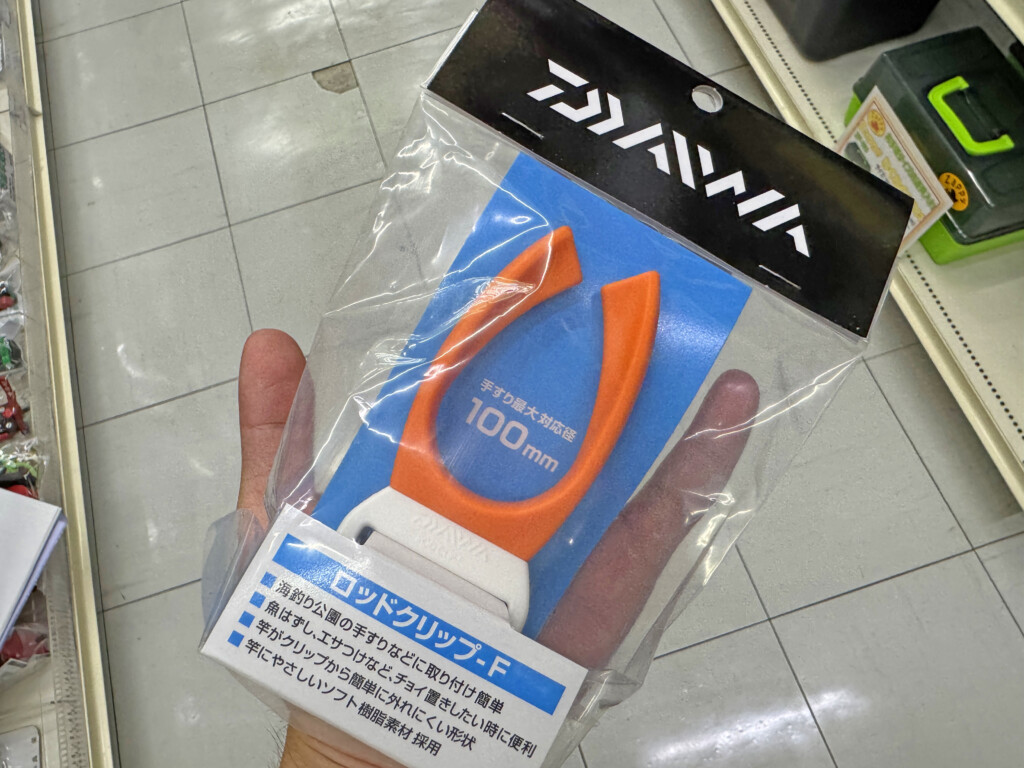 DAIWA
手すり最大対応径
100mm
DAIWA
ロッドクリップ-F
海釣り公園の手すりなどに取り付け簡単
魚はずし、エサつけなど、チョイ置きしたい時に便利
竿がクリップから簡単に外れにくい形状
竿にやさしいソフト樹脂素材採用
HAPPY